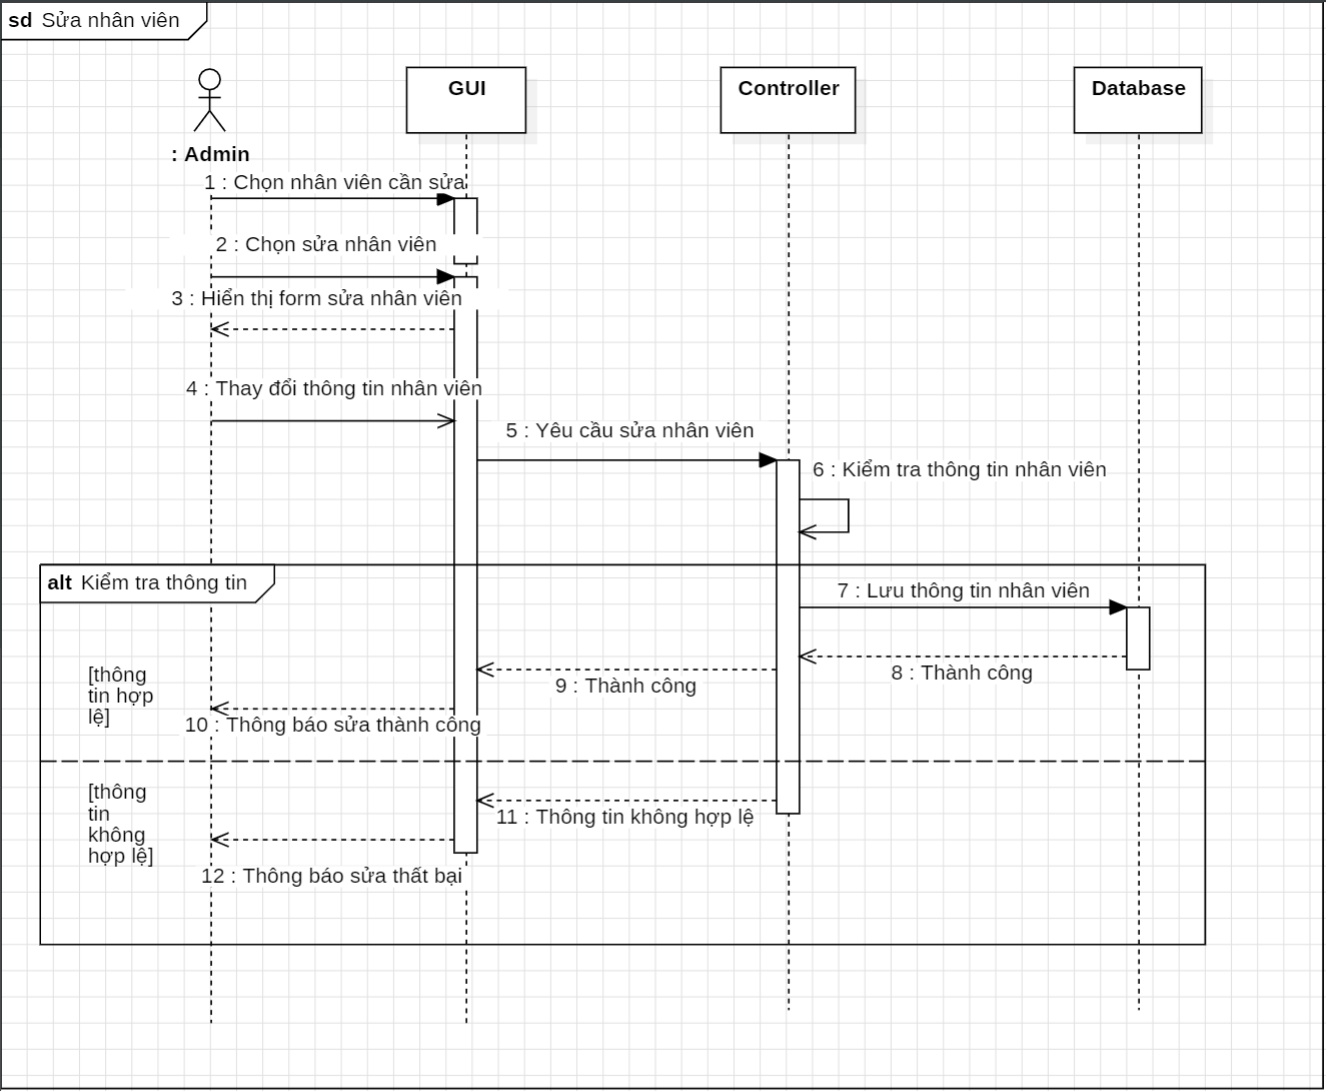 sd Sửa nhân viên
GUI
Controller
Database
: Admin
1 : Chọn nhân viên cần sửa
2 : Chọn sửa nhân viên
3 : Hiển thị form sửa nhân viên
4 : Thay đổi thông tin nhân viên
5 : Yêu cầu sửa nhân viên
6 : Kiểm tra thông tin nhân viên
alt Kiểm tra thông tin
7 : Lưu thông tin nhân viên
8 : Thành công
9 : Thành công
[thông
tin hợp
lệ]
10 : Thông báo sửa thành công
[thông
tin
không
hợp lệ]
11 : Thông tin không hợp lệ
12 : Thông báo sửa thất bại